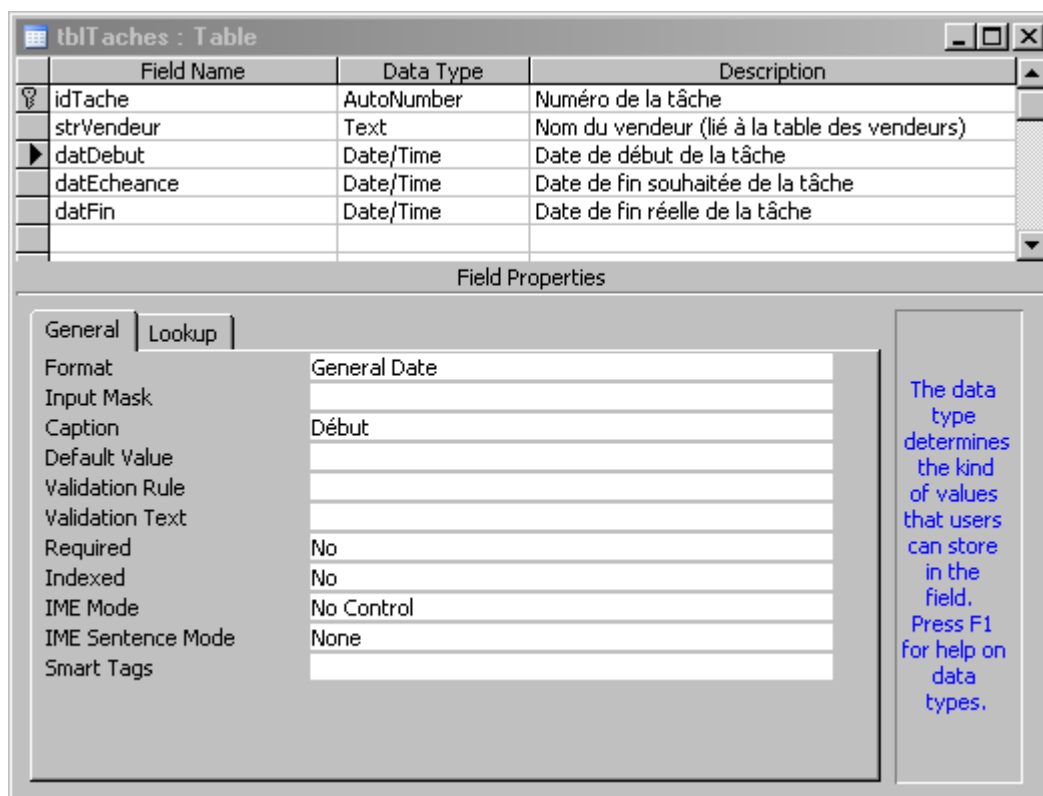 tblTaches : Table
Field Name Data Type Description
idTache AutoNumber Numéro de la tâche
strVendeur Text Nom du vendeur (lié à la table des vendeurs)
datDebut Date/Time Date de début de la tâche
datEcheance Date/Time Date de fin souhaitée de la tâche
datFin Date/Time Date de fin réelle de la tâche
Field Properties
General Lookup
Format General Date
Input Mask
Caption Début
Default Value
Validation Rule
Validation Text
Required No
Indexed No
IME Mode No Control
IME Sentence Mode None
Smart Tags
The data
type
determines
the kind
of values
that users
can store
in the
field.
Press F1
for help on
data
types.